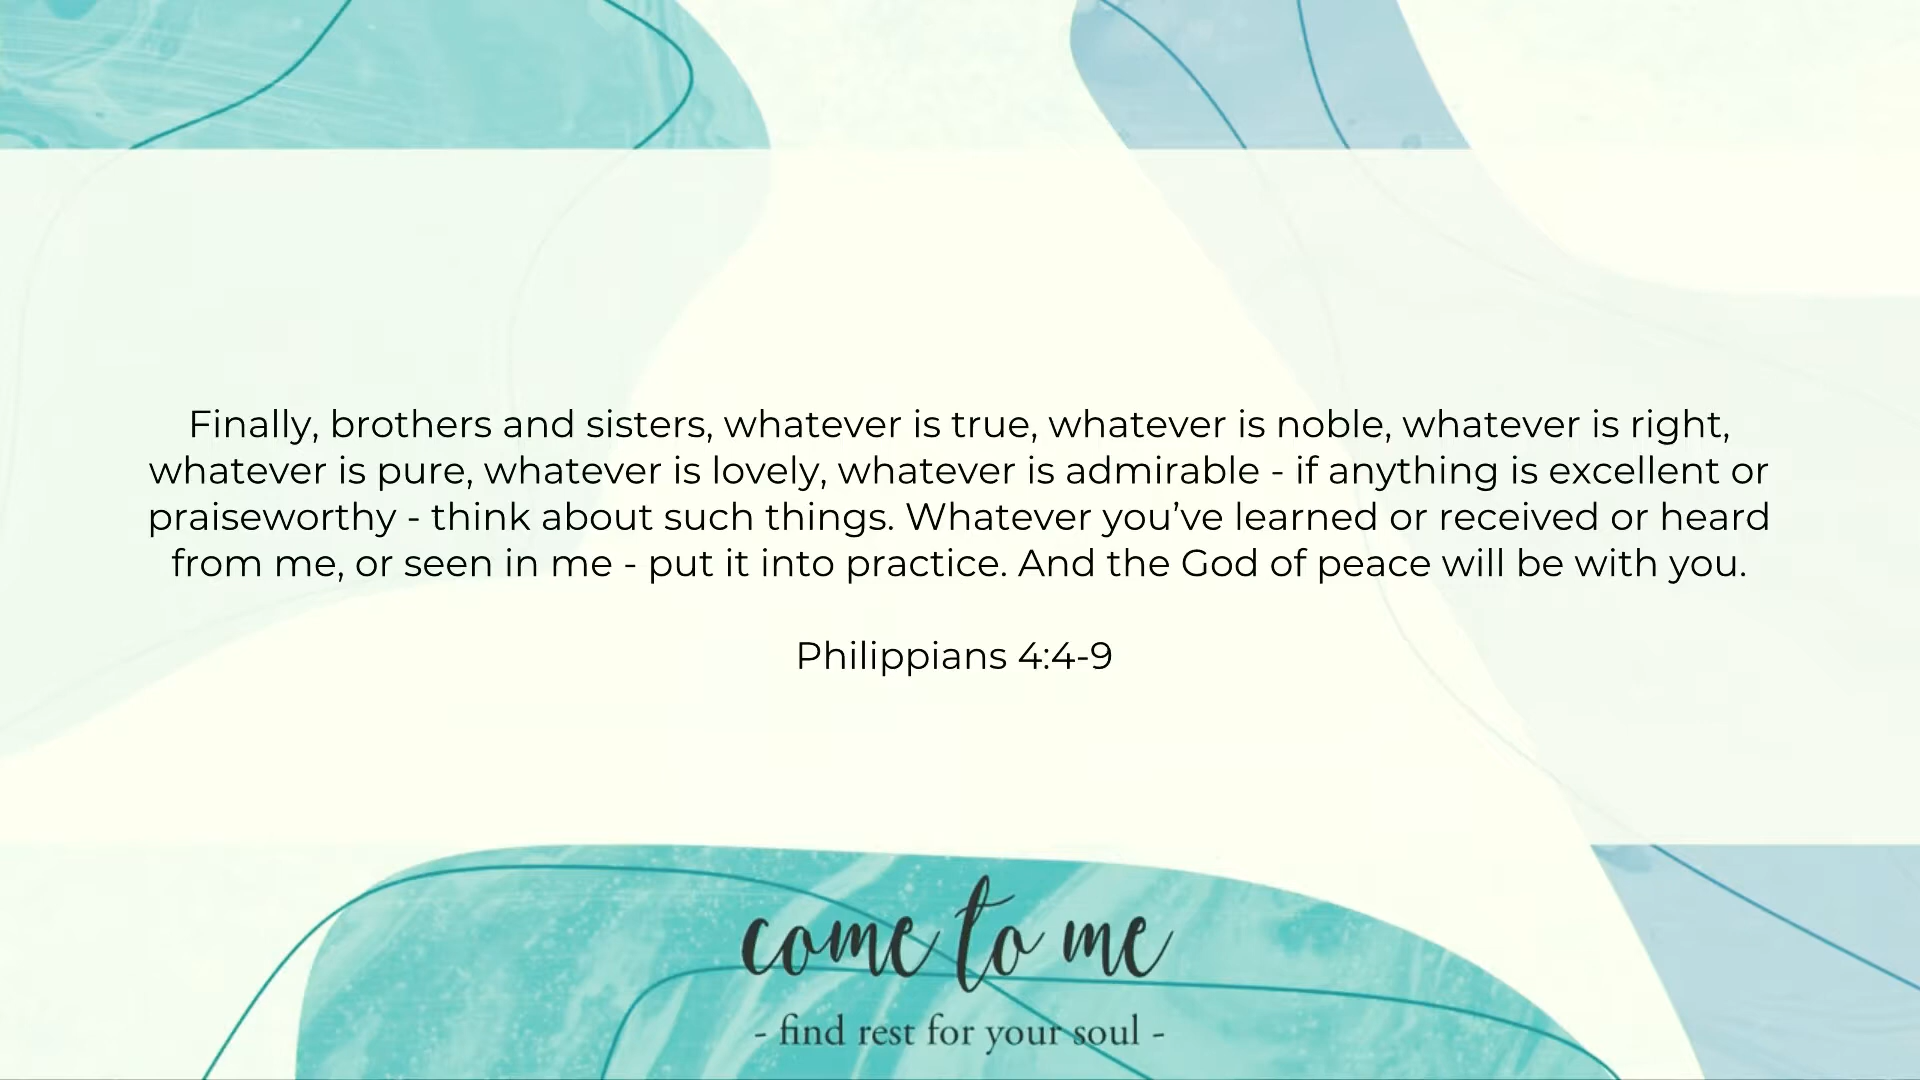 Finally, brothers and sisters, whatever is true, whatever is noble, whatever is right,
whatever is pure, whatever is lovely, whatever is admirable - if anything is excellent or
praiseworthy - think about such things. Whatever you’ve learned or received or heard
from me, or seen in me - put it into practice. And the God of peace will be with you.
Philippians 4:4-9
come to me
- find rest for your soul -